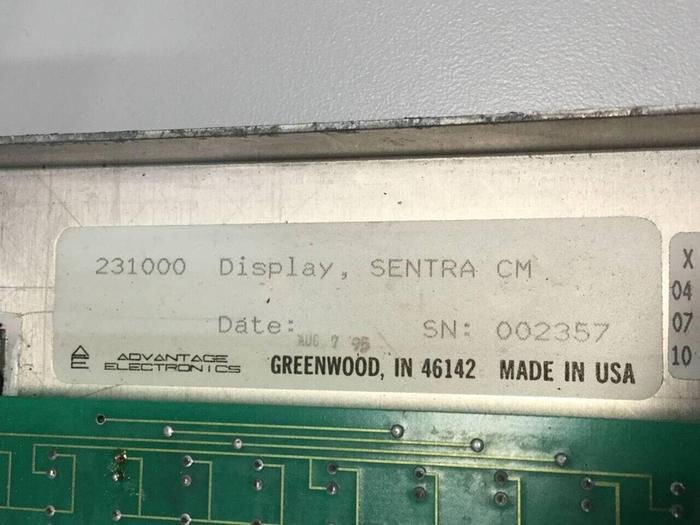 231000 Display, SENTRA CM
Date: AUG 7 '95 SN: 002357
ADVANTAGE
ELECTRONICS
GREENWOOD, IN 46142 MADE IN USA
X
04
07
10